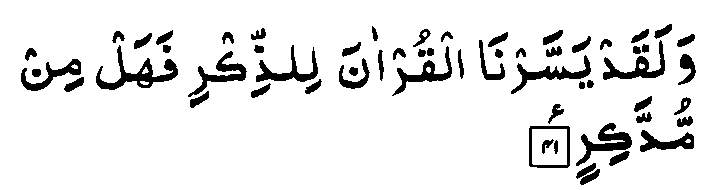 وَلَقَدْ يَسَّرْنَا الْقُرْاٰنَ لِلذِّكْرِ فَهَلْ مِنْ
مُّدَّكِرٍ ع